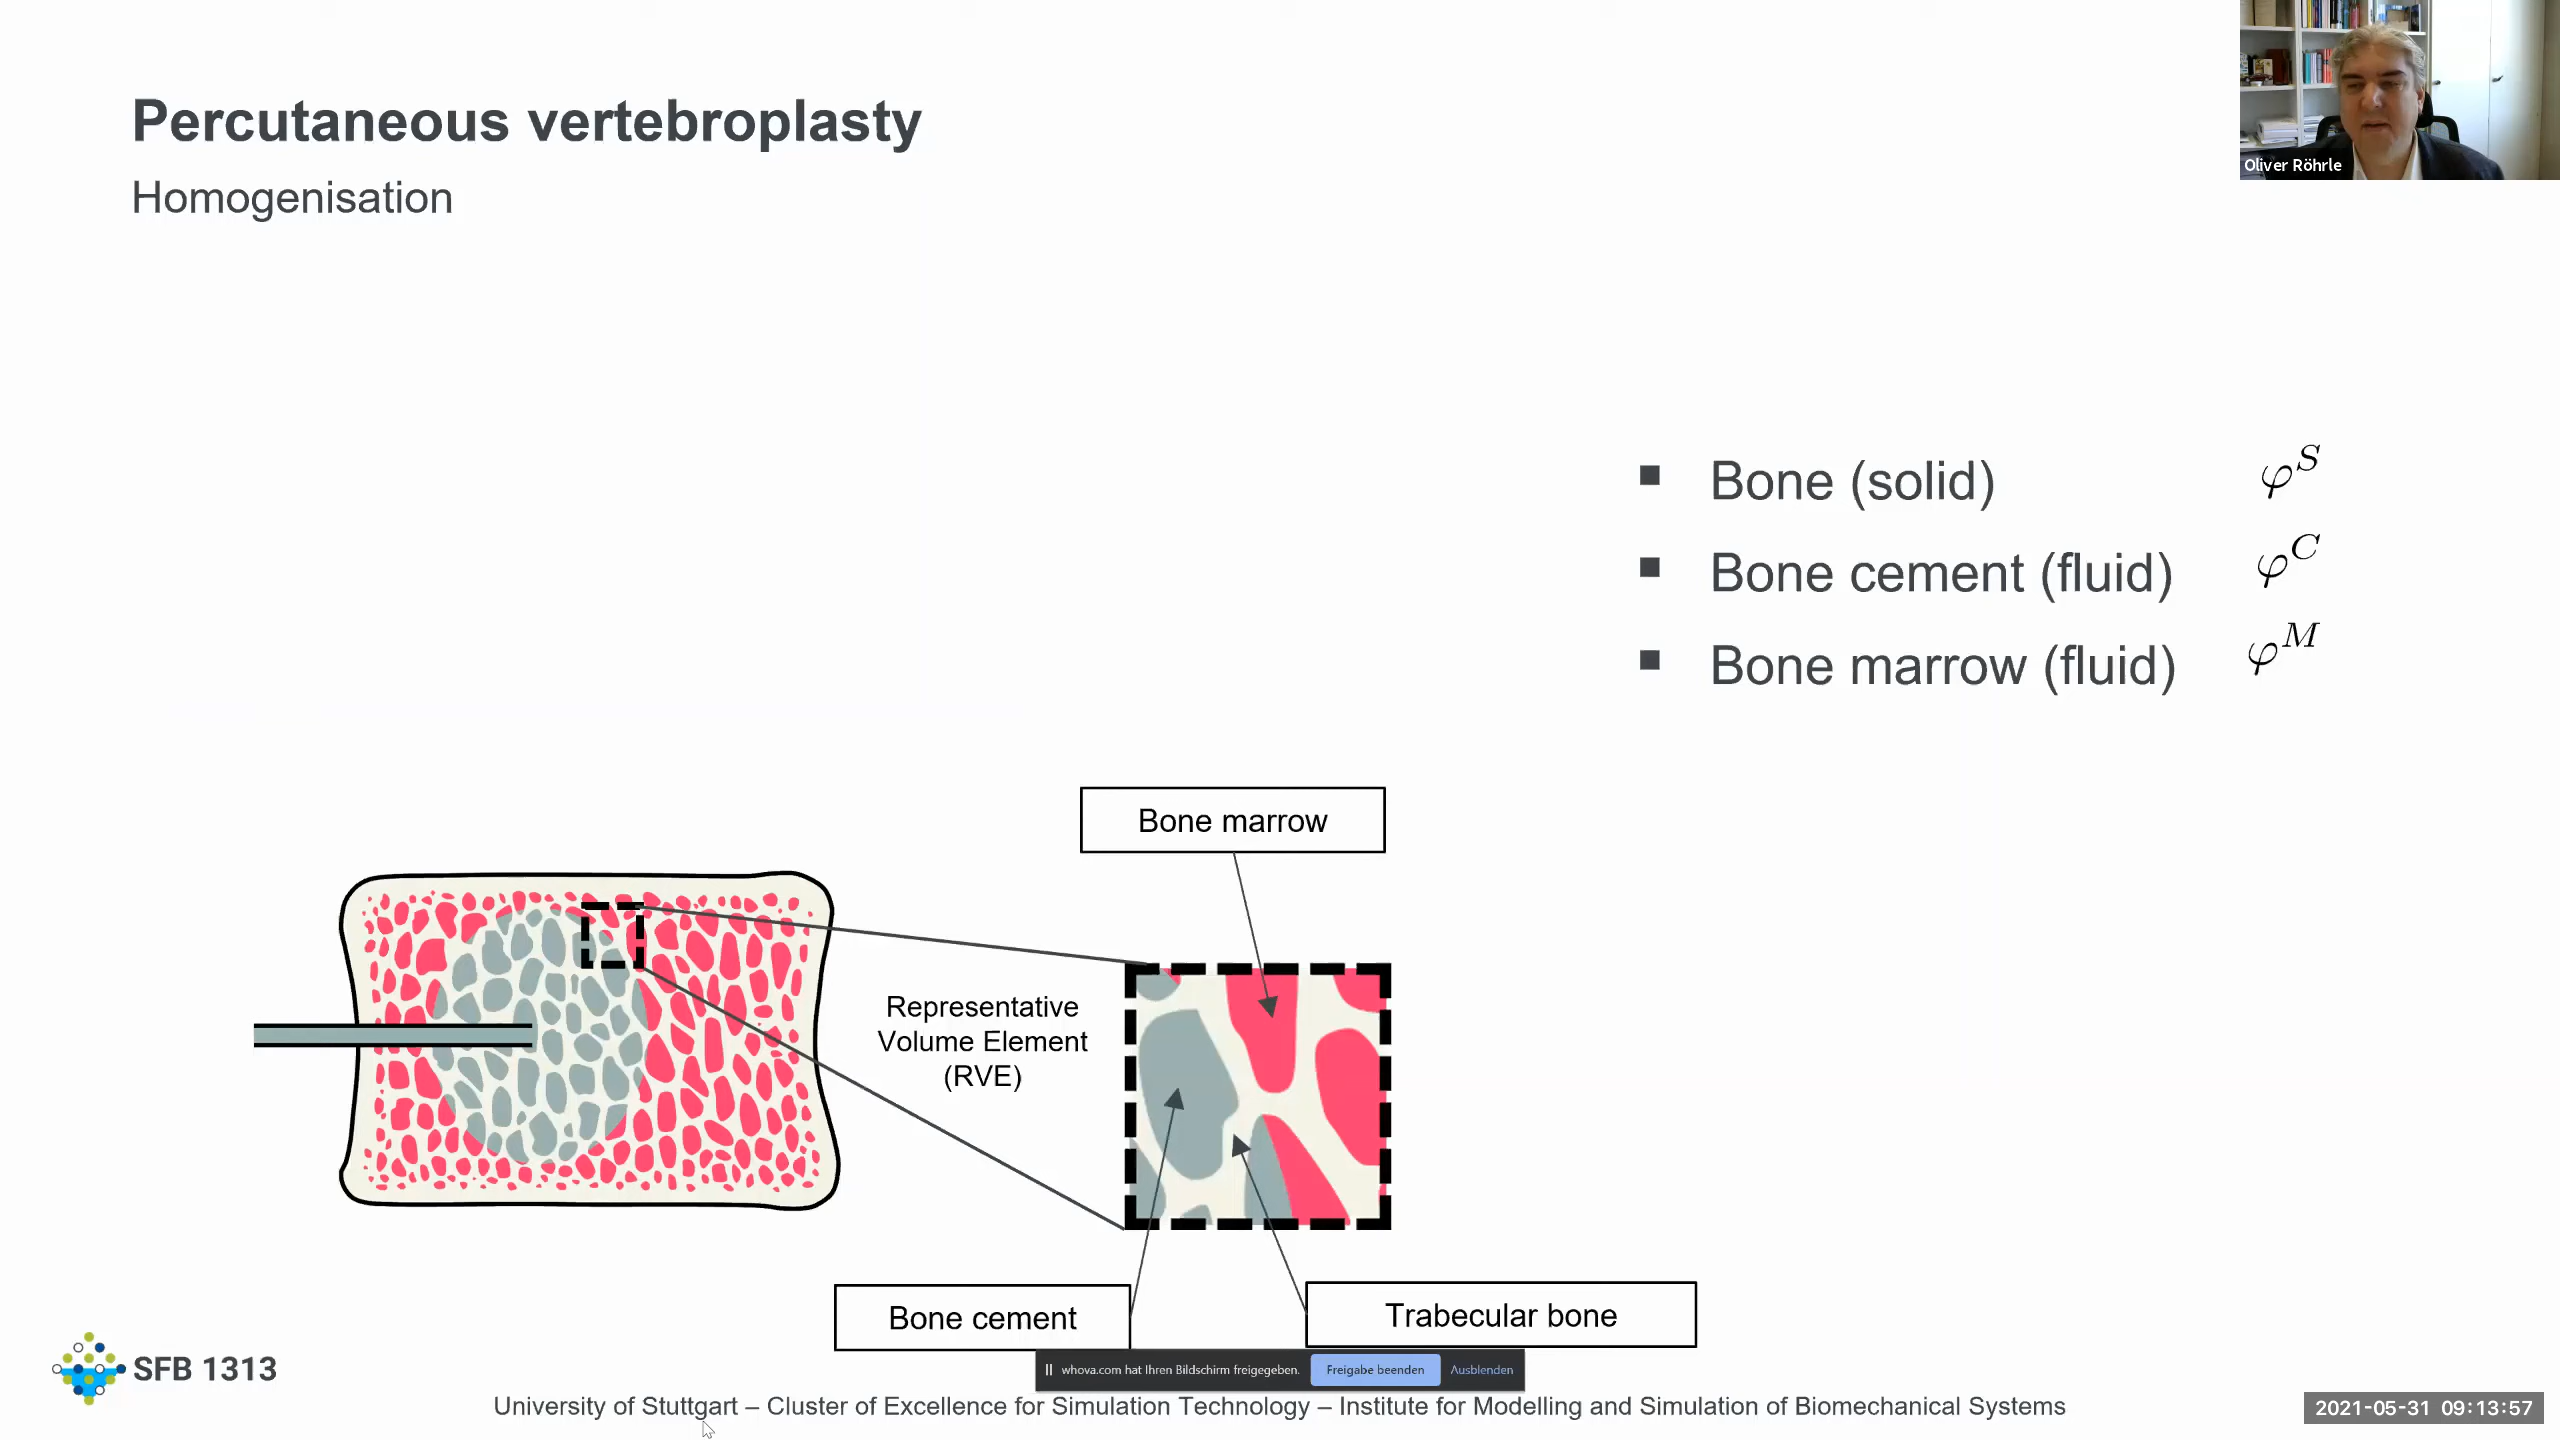 Percutaneous vertebroplasty
Homogenisation
Oliver Röhrle
Bone (solid) φ^S
Bone cement (fluid) φ^C
Bone marrow (fluid) φ^M
Bone marrow
Representative
Volume Element
(RVE)
Bone cement
Trabecular bone
SFB 1313
whova.com hat Ihren Bildschirm freigegeben. Freigabe beenden Ausblenden
University of Stuttgart – Cluster of Excellence for Simulation Technology – Institute for Modelling and Simulation of Biomechanical Systems
2021-05-31 09:13:57